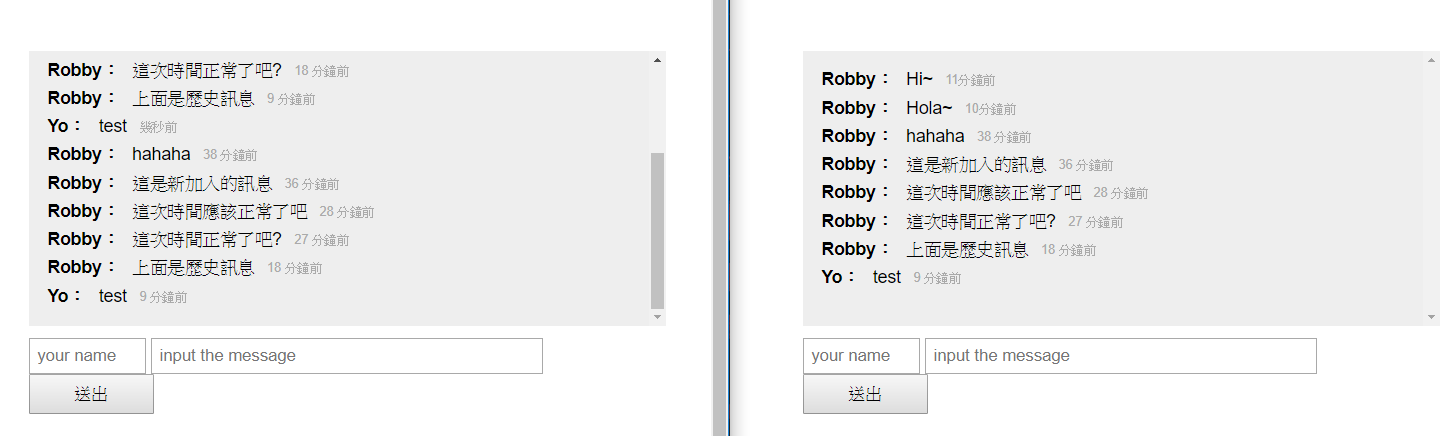 Robby： 這次時間正常了吧? 18 分鐘前
Robby： 上面是歷史訊息 9 分鐘前
Yo： test 幾秒前
Robby： hahaha 38 分鐘前
Robby： 這是新加入的訊息 36 分鐘前
Robby： 這次時間應該正常了吧 28 分鐘前
Robby： 這次時間正常了吧? 27 分鐘前
Robby： 上面是歷史訊息 18 分鐘前
Yo： test 9 分鐘前
your name input the message
送出
Robby： Hi~ 11分鐘前
Robby： Hola~ 10分鐘前
Robby： hahaha 38 分鐘前
Robby： 這是新加入的訊息 36 分鐘前
Robby： 這次時間應該正常了吧 28 分鐘前
Robby： 這次時間正常了吧? 27 分鐘前
Robby： 上面是歷史訊息 18 分鐘前
Yo： test 9 分鐘前
your name input the message
送出